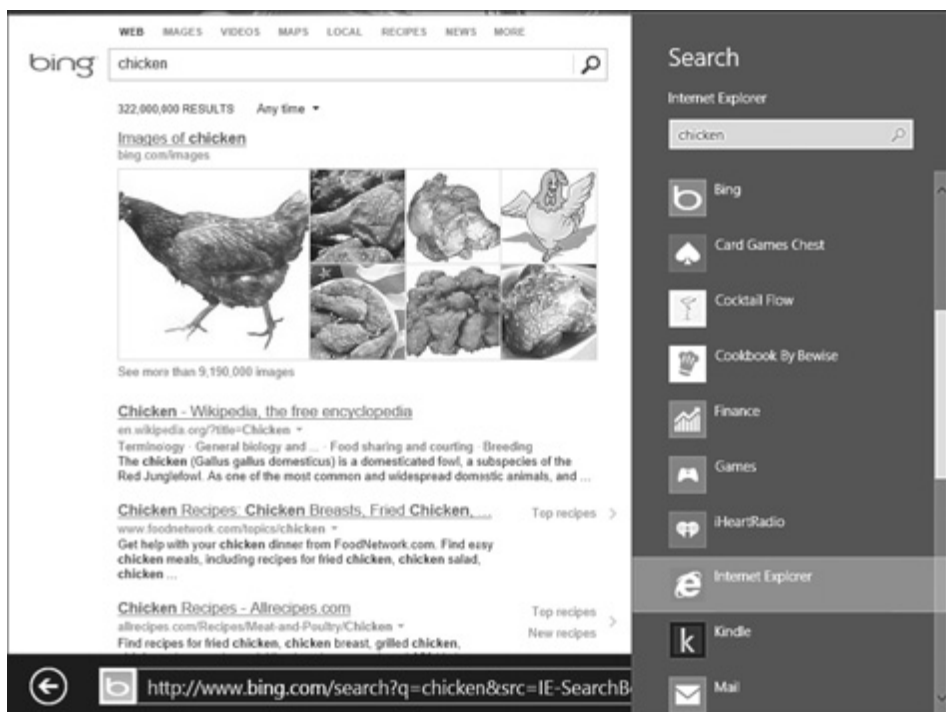 WEB IMAGES VIDEOS MAPS LOCAL RECIPES NEWS MORE
bing
chicken
322,000,000 RESULTS Any time
Images of chicken
bing.com/images
See more than 9,190,000 images
Chicken - Wikipedia, the free encyclopedia
en.wikipedia.org/?title=Chicken
Terminology · General biology and ... · Food sharing and courting · Breeding
The chicken (Gallus gallus domesticus) is a domesticated fowl, a subspecies of the
Red Junglefowl. As one of the most common and widespread domestic animals, and ...
Chicken Recipes: Chicken Breasts, Fried Chicken, ...
Top recipes
www.foodnetwork.com/topics/chicken
Get help with your chicken dinner from FoodNetwork.com. Find easy
chicken meals, including recipes for fried chicken, chicken salad,
chicken ...
Chicken Recipes - Allrecipes.com
Top recipes
allrecipes.com/Recipes/Meat-and-Poultry/Chicken
New recipes
Find recipes for fried chicken, chicken breast, grilled chicken,
http://www.bing.com/search?q=chicken&src=IE-SearchB
Search
Internet Explorer
chicken
Bing
Card Games Chest
Cocktail Flow
Cookbook By Bewise
Finance
Games
iHeartRadio
Internet Explorer
Kindle
Mail